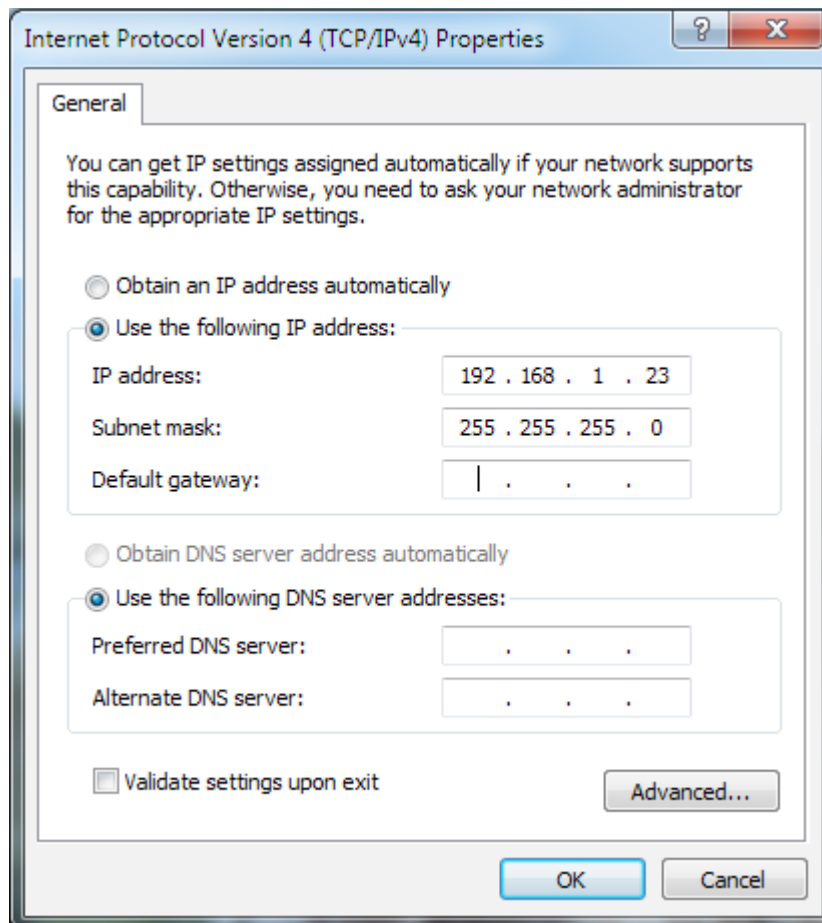 Internet Protocol Version 4 (TCP/IPv4) Properties
General
You can get IP settings assigned automatically if your network supports
this capability. Otherwise, you need to ask your network administrator
for the appropriate IP settings.
Obtain an IP address automatically
Use the following IP address:
IP address: 192 . 168 . 1 . 23
Subnet mask: 255 . 255 . 255 . 0
Default gateway: . . .
Obtain DNS server address automatically
Use the following DNS server addresses:
Preferred DNS server: . . .
Alternate DNS server: . . .
Validate settings upon exit
Advanced...
OK Cancel